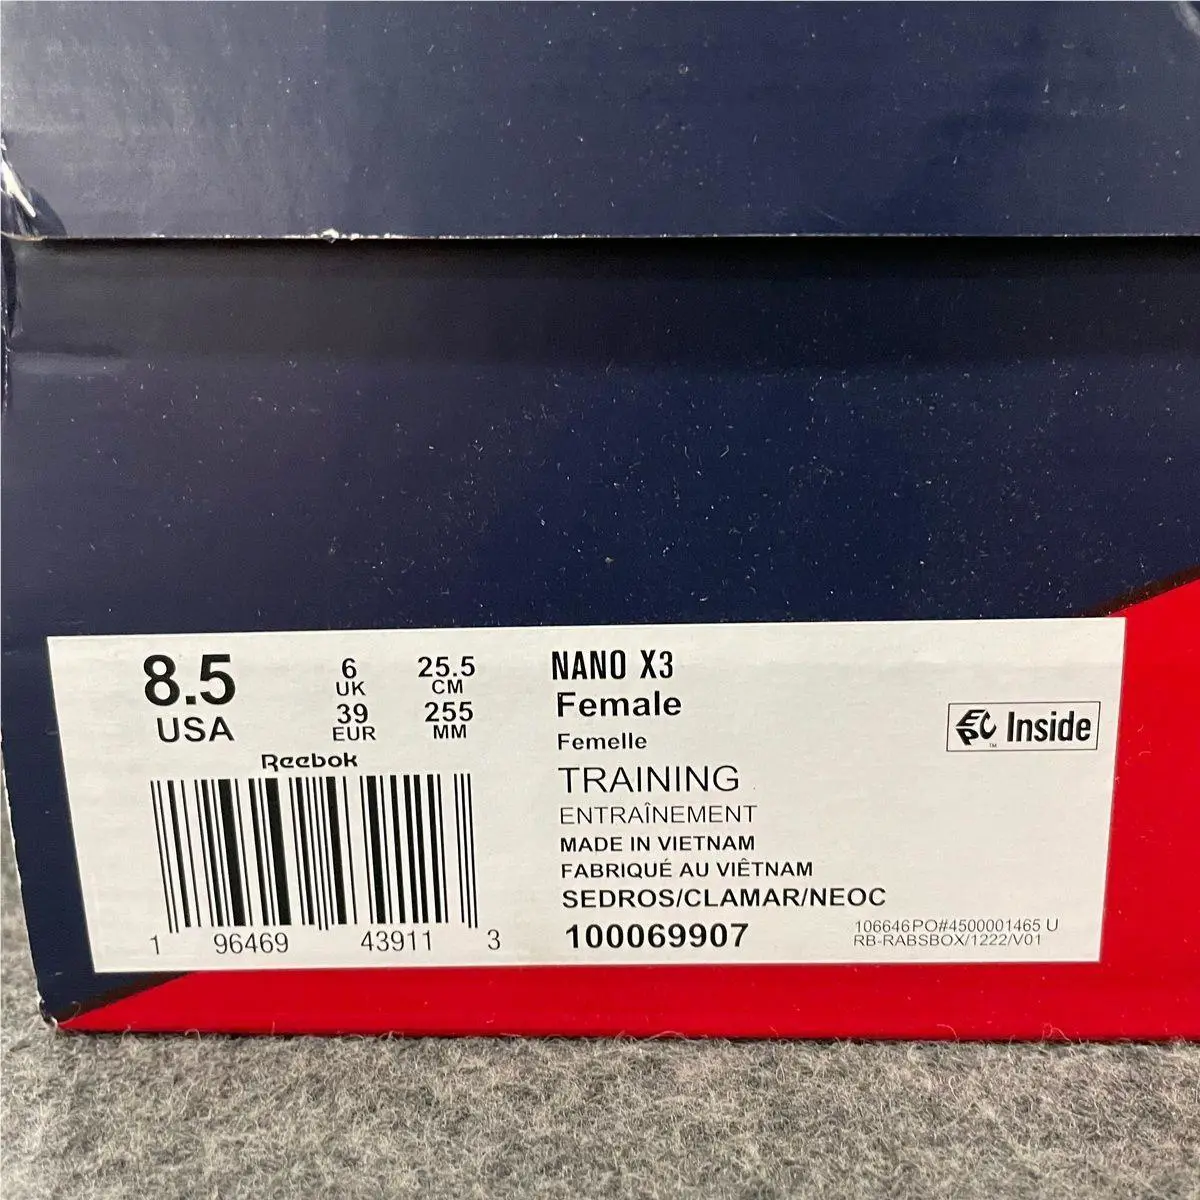 8.5
USA
6
UK
39
EUR
25.5
CM
255
MM
Reebok
1 96469 43911 3
NANO X3
Female
Femelle
TRAINING
ENTRAÎNEMENT
MADE IN VIETNAM
FABRIQUÉ AU VIÊTNAM
SEDROS/CLAMAR/NEOC
100069907
EPC Inside
TM
106646PO#4500001465 U
RB-RABSBOX/1222/V01